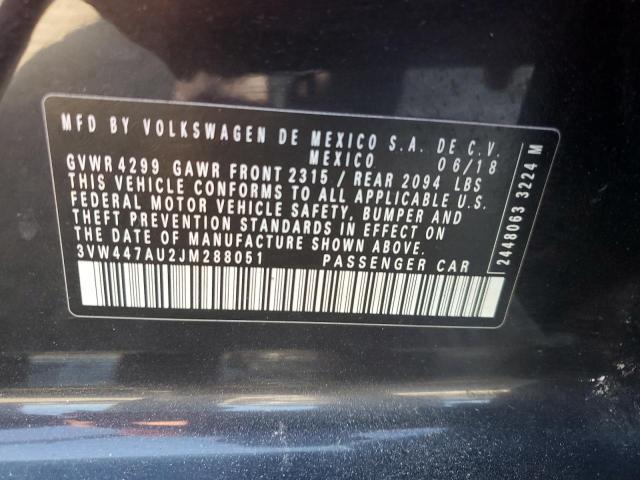 MFD BY VOLKSWAGEN DE MEXICO S.A. DE C.V.
MEXICO 06/18
GVWR 4299 GAWR FRONT 2315 / REAR 2094 LBS
THIS VEHICLE CONFORMS TO ALL APPLICABLE U.S.
FEDERAL MOTOR VEHICLE SAFETY, BUMPER AND
THEFT PREVENTION STANDARDS IN EFFECT ON
THE DATE OF MANUFACTURE SHOWN ABOVE.
3VW447AU2JM288051 PASSENGER CAR
2448063 3224 M